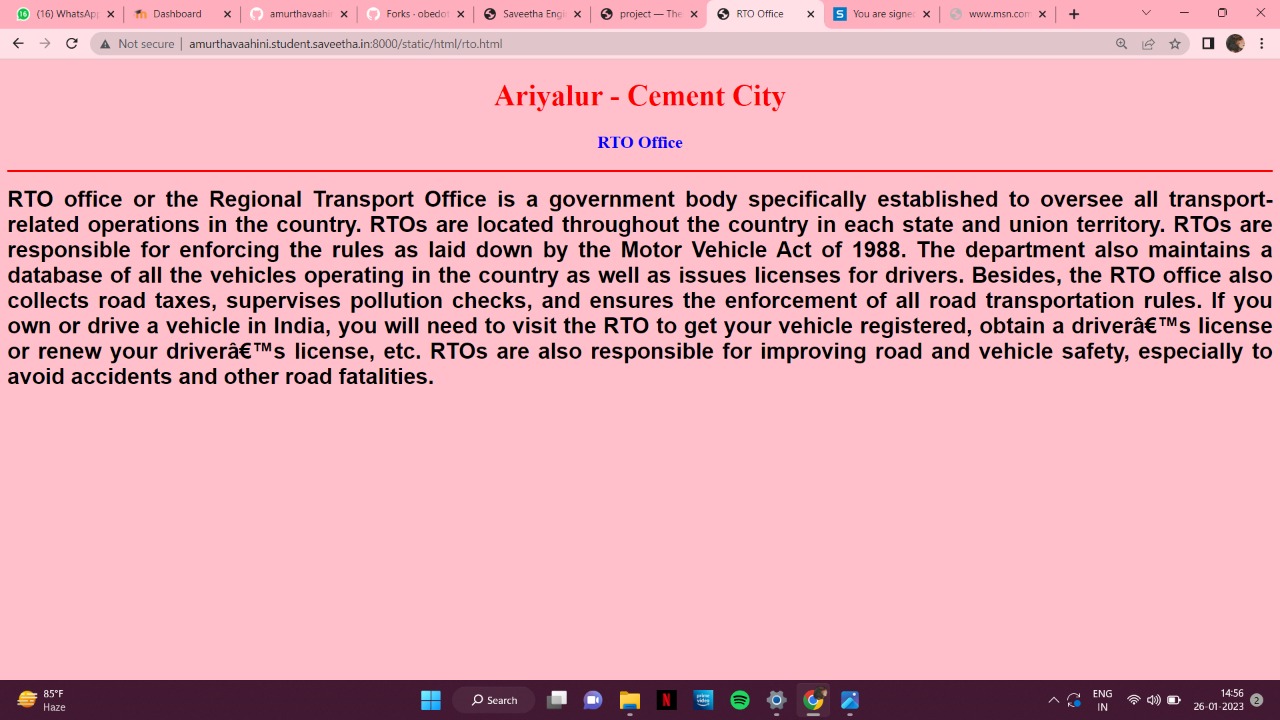 (16) WhatsApp
Dashboard
amurthavaahin
Forks · obedot
Saveetha Engi
project — The
RTO Office
You are signe
www.msn.com
Not secure
amurthavaahini.student.saveetha.in:8000/static/html/rto.html
Ariyalur - Cement City
RTO Office
RTO office or the Regional Transport Office is a government body specifically established to oversee all transport-
related operations in the country. RTOs are located throughout the country in each state and union territory. RTOs are
responsible for enforcing the rules as laid down by the Motor Vehicle Act of 1988. The department also maintains a
database of all the vehicles operating in the country as well as issues licenses for drivers. Besides, the RTO office also
collects road taxes, supervises pollution checks, and ensures the enforcement of all road transportation rules. If you
own or drive a vehicle in India, you will need to visit the RTO to get your vehicle registered, obtain a driverâ€™s license
or renew your driverâ€™s license, etc. RTOs are also responsible for improving road and vehicle safety, especially to
avoid accidents and other road fatalities.
85°F
Haze
Search
prime video
ENG
IN
14:56
26-01-2023
2